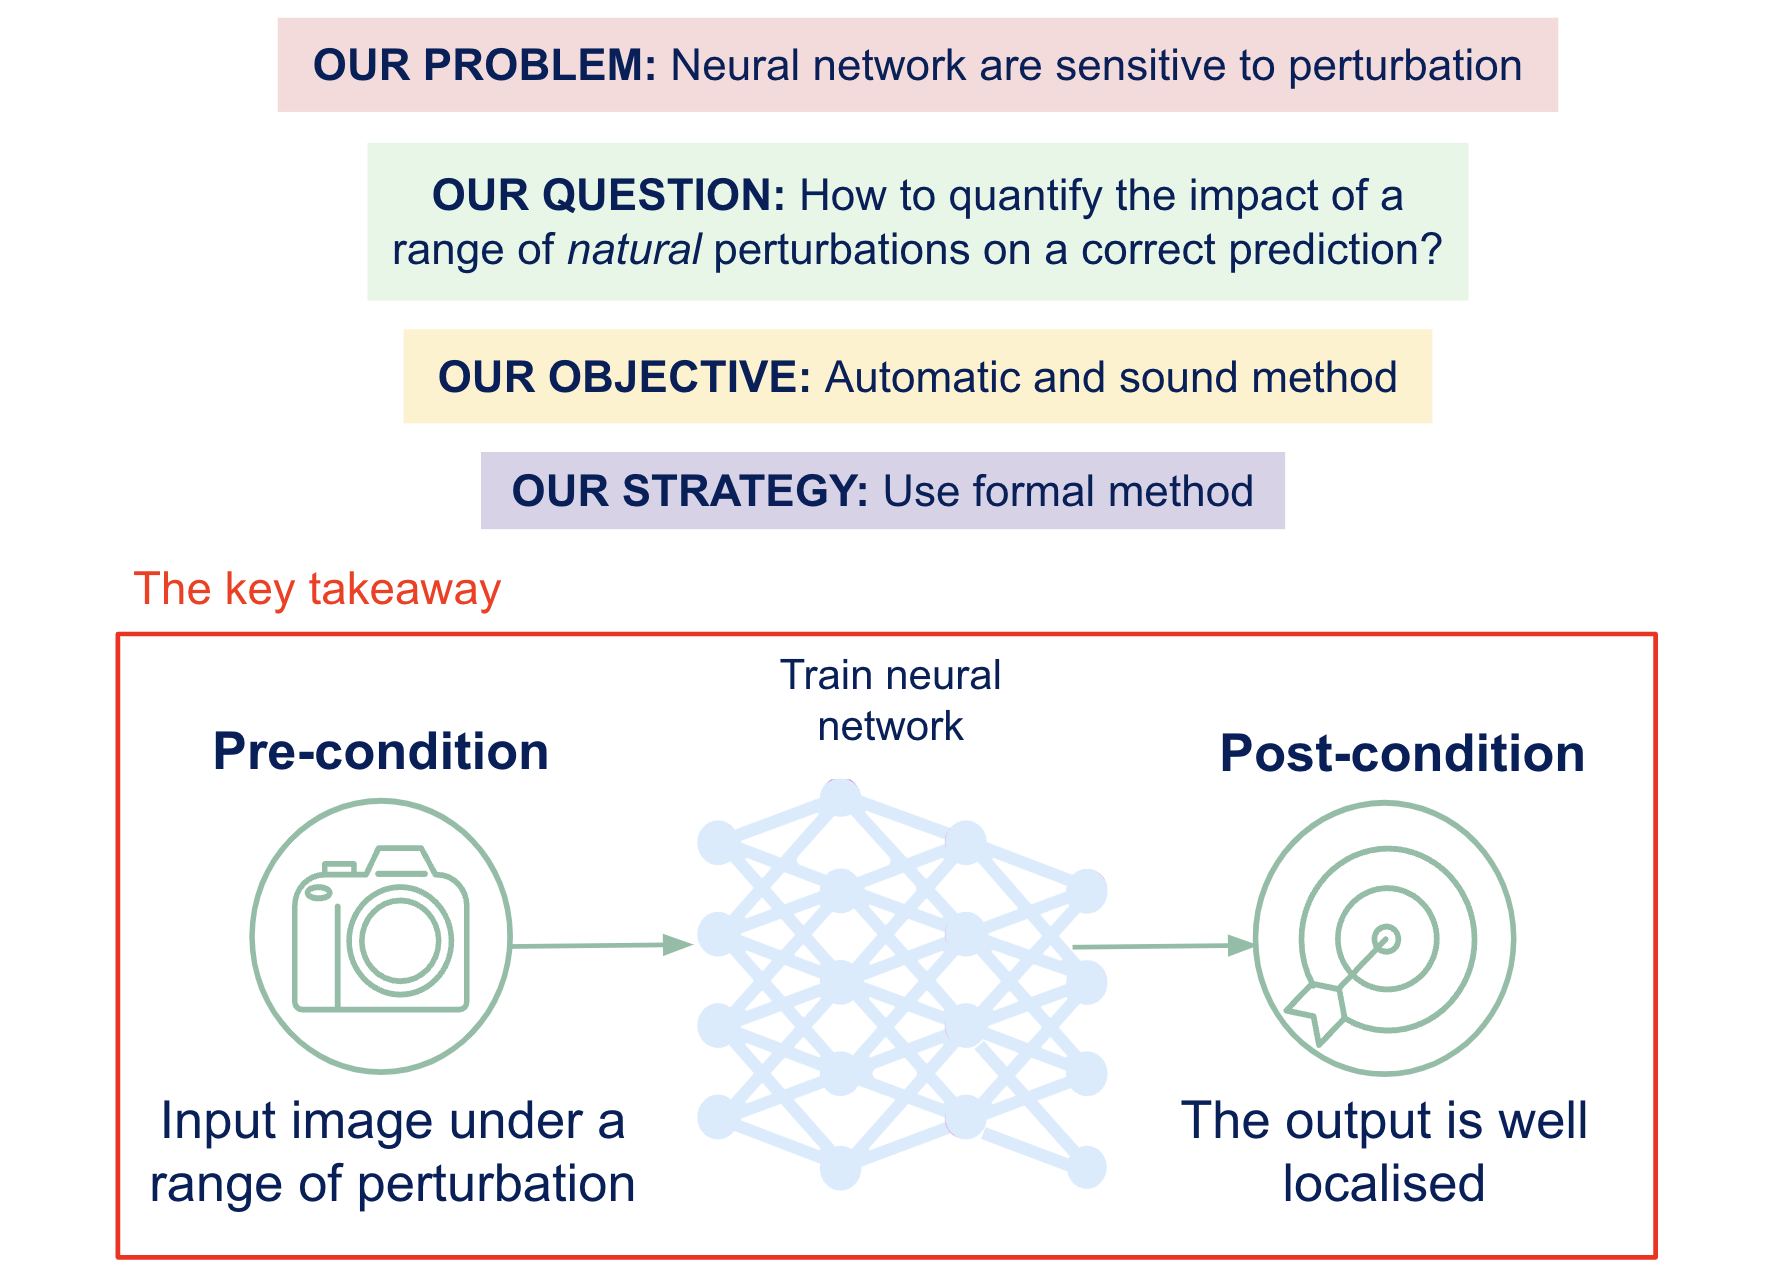 OUR PROBLEM: Neural network are sensitive to perturbation
OUR QUESTION: How to quantify the impact of a
range of natural perturbations on a correct prediction?
OUR OBJECTIVE: Automatic and sound method
OUR STRATEGY: Use formal method
The key takeaway
Train neural
network
Pre-condition
Post-condition
Input image under a
range of perturbation
The output is well
localised